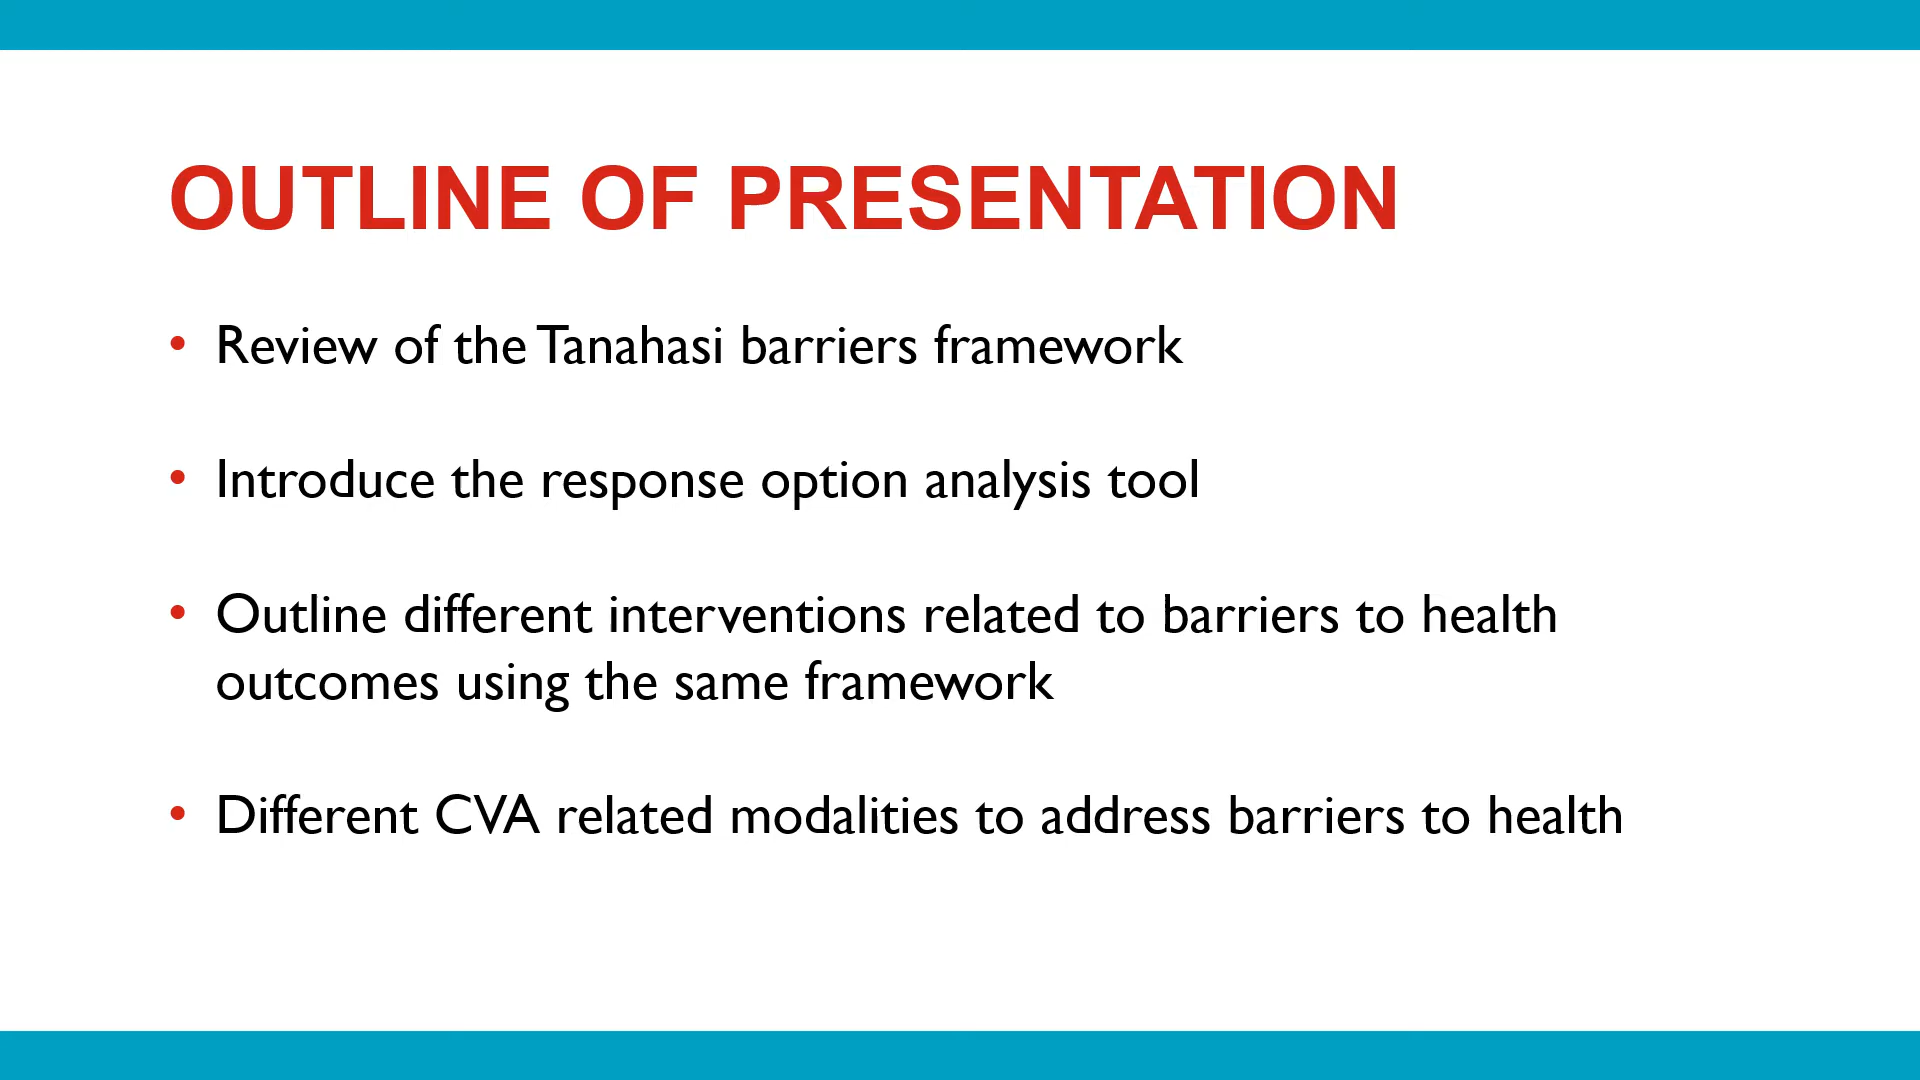 OUTLINE OF PRESENTATION
• Review of the Tanahasi barriers framework
• Introduce the response option analysis tool
• Outline different interventions related to barriers to health
outcomes using the same framework
• Different CVA related modalities to address barriers to health